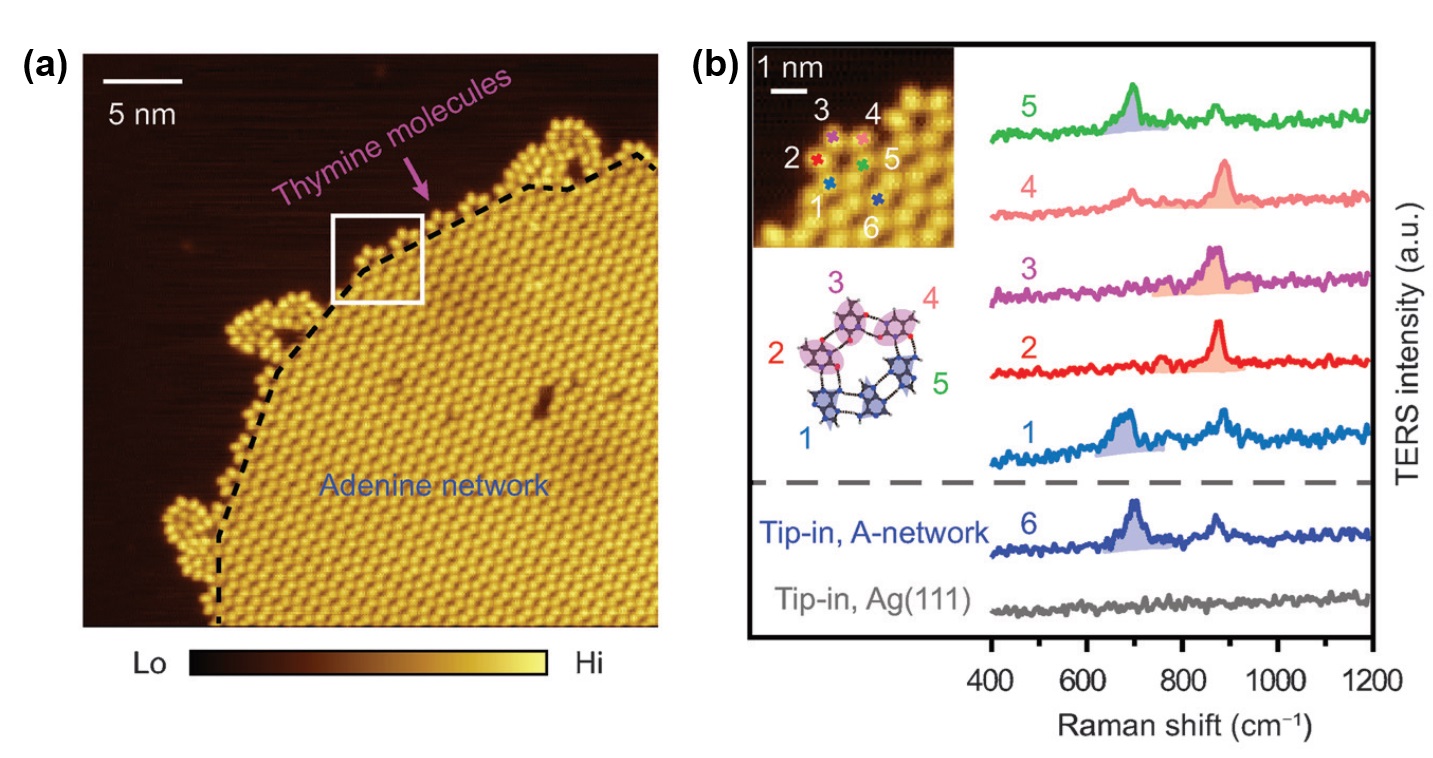 (a)
5 nm
Thymine molecules
Adenine network
Lo
Hi
(b)
1 nm
3
4
2
5
1
6
3
4
2
5
1
5
4
3
2
1
Tip-in, A-network
6
Tip-in, Ag(111)
400
600
800
1000
1200
Raman shift (cm⁻¹)
TERS intensity (a.u.)